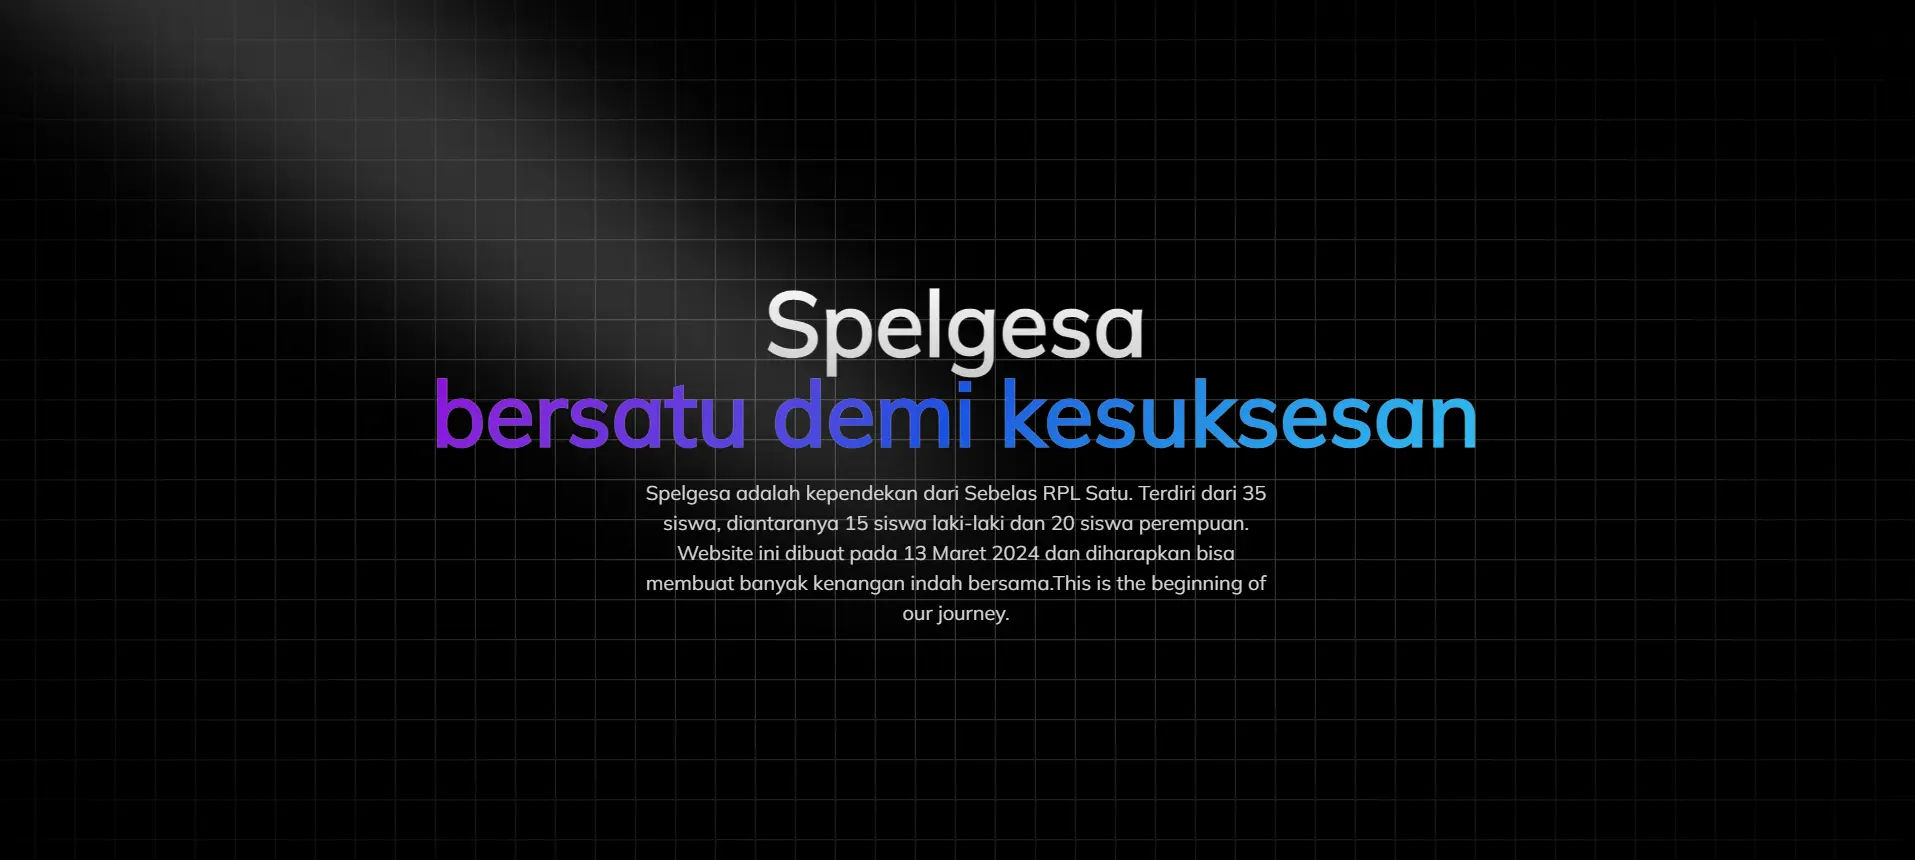 Spelgesa
bersatu demi kesuksesan
Spelgesa adalah kependekan dari Sebelas RPL Satu. Terdiri dari 35
siswa, diantaranya 15 siswa laki-laki dan 20 siswa perempuan.
Website ini dibuat pada 13 Maret 2024 dan diharapkan bisa
membuat banyak kenangan indah bersama.This is the beginning of
our journey.